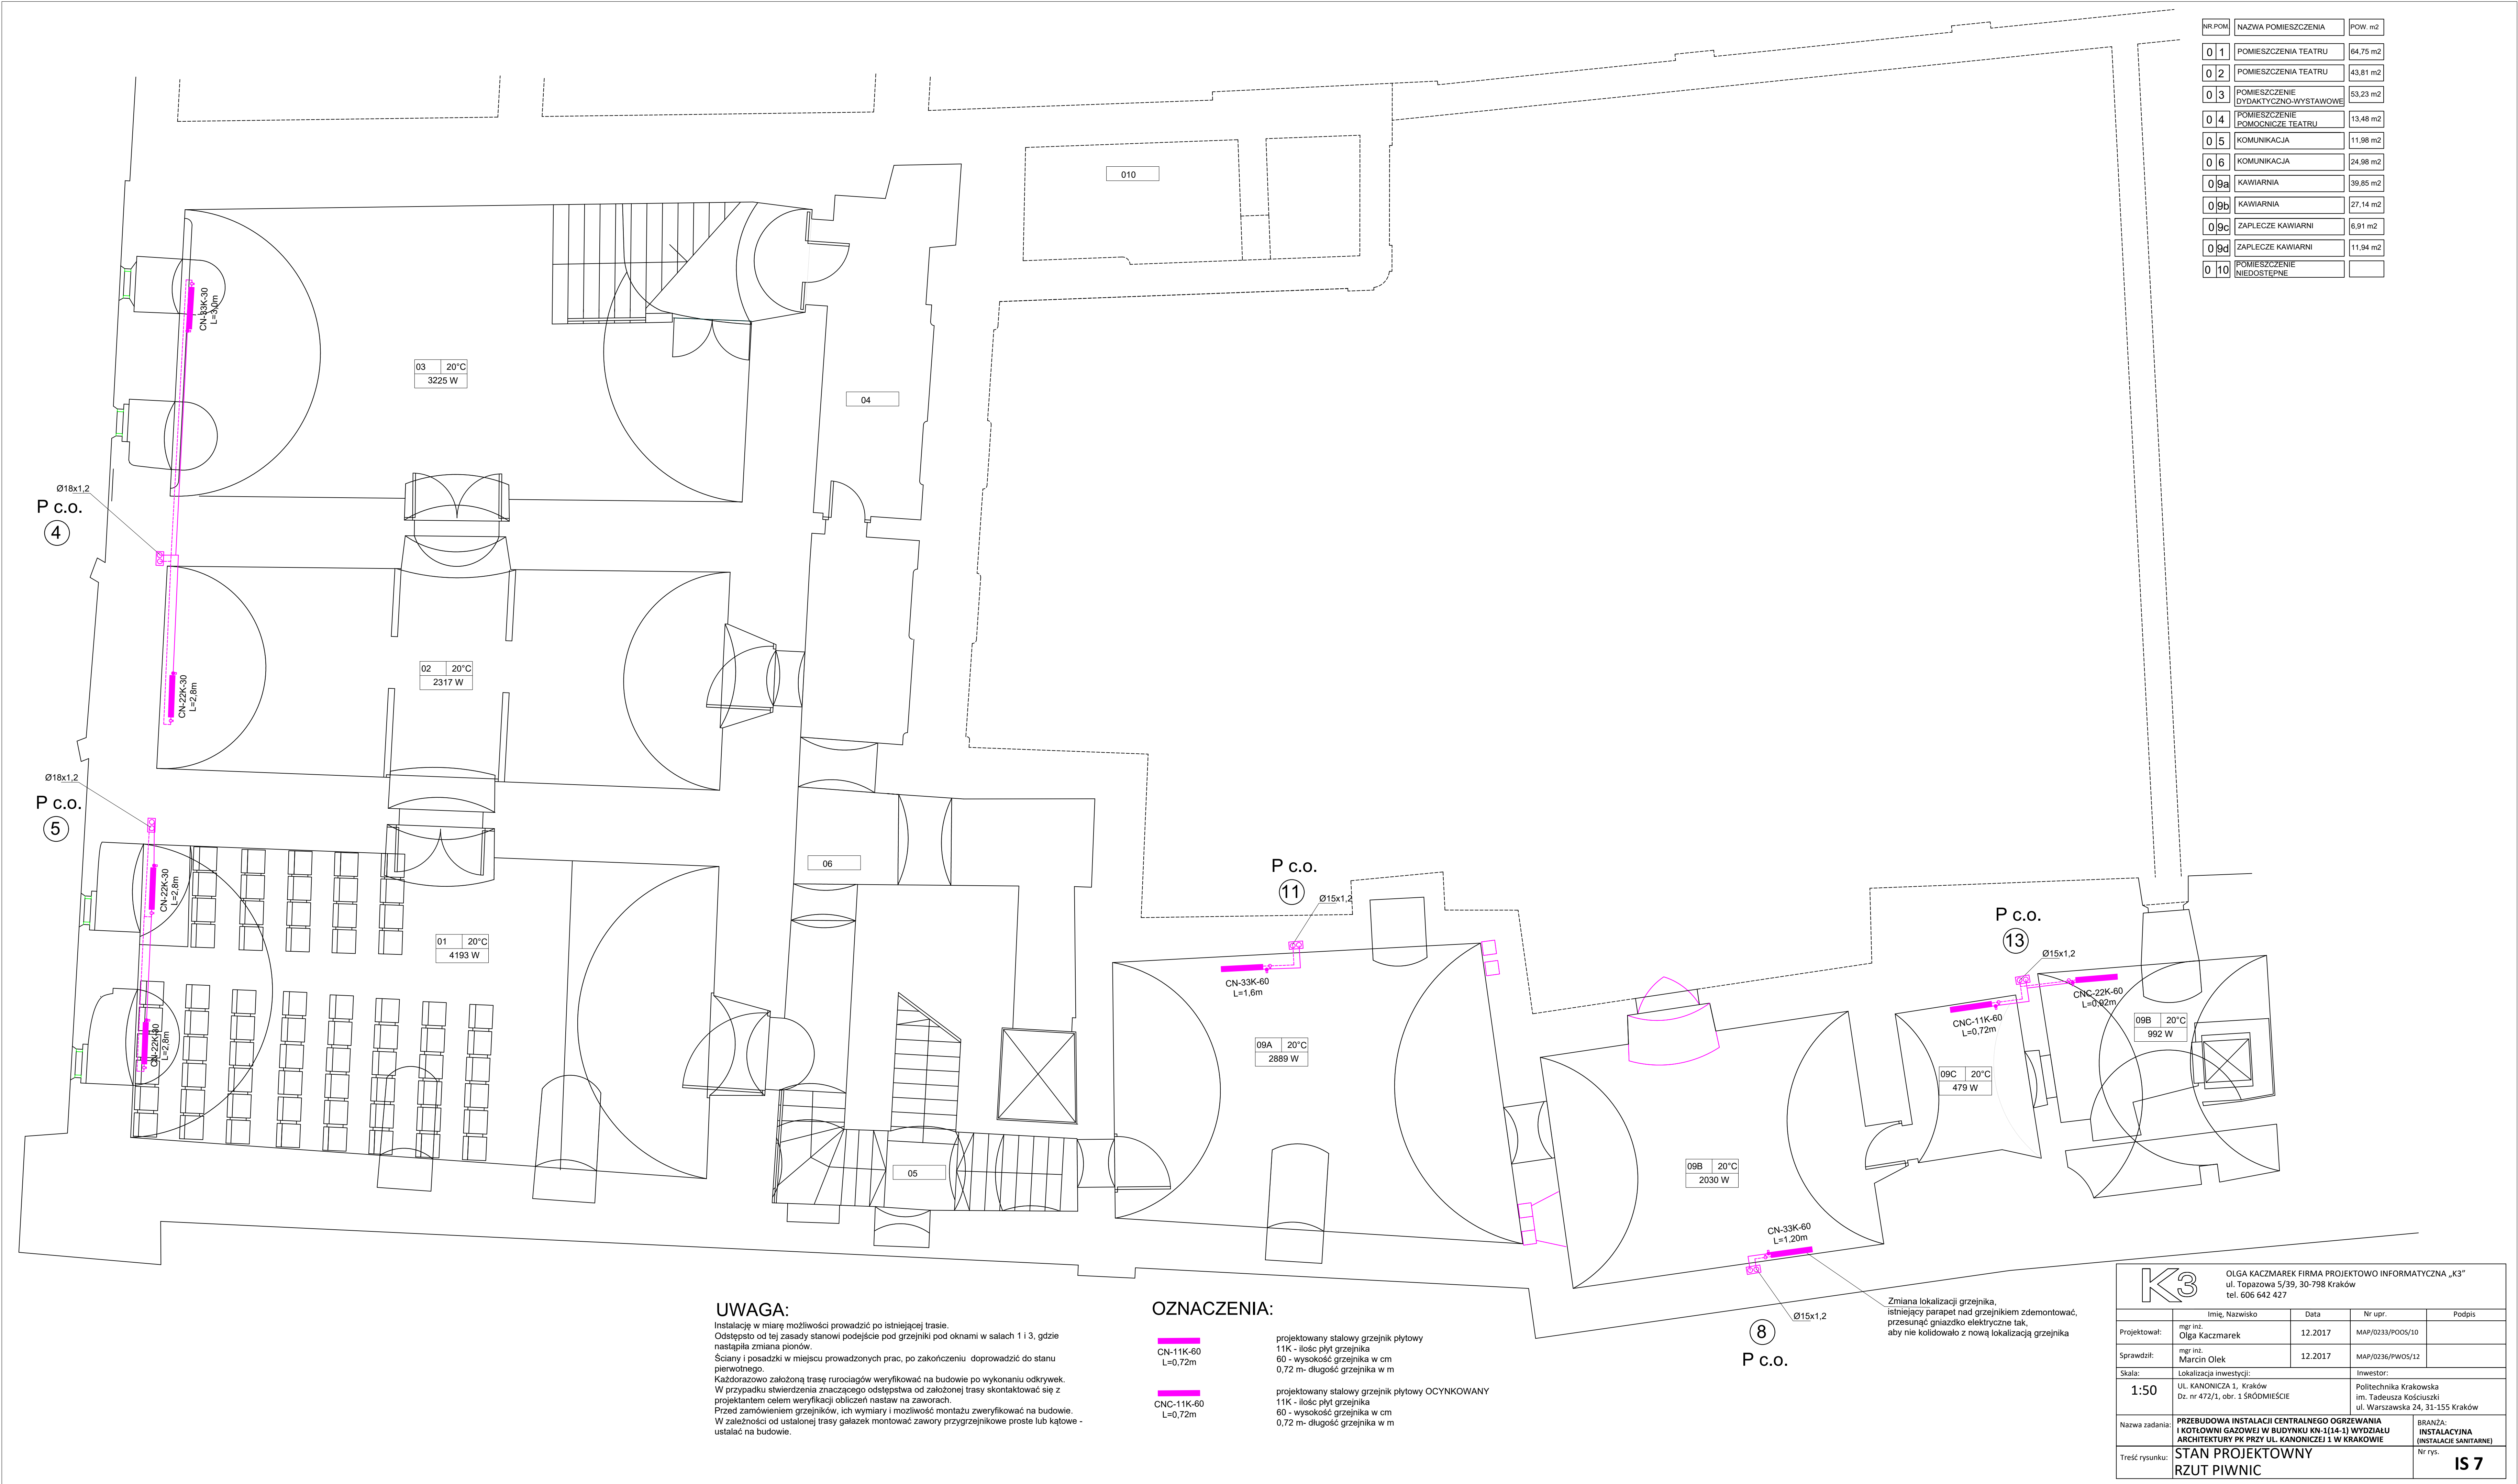 NR.POM. NAZWA POMIESZCZENIA POW. m2
0 1 POMIESZCZENIA TEATRU 64,75 m2
0 2 POMIESZCZENIA TEATRU 43,81 m2
0 3 POMIESZCZENIE DYDAKTYCZNO-WYSTAWOWE 53,23 m2
0 4 POMIESZCZENIE POMOCNICZE TEATRU 13,48 m2
0 5 KOMUNIKACJA 11,98 m2
0 6 KOMUNIKACJA 24,98 m2
0 9a KAWIARNIA 39,85 m2
0 9b KAWIARNIA 27,14 m2
0 9c ZAPLECZE KAWIARNI 6,91 m2
0 9d ZAPLECZE KAWIARNI 11,94 m2
0 10 POMIESZCZENIE NIEDOSTĘPNE
010
CN-33K-30
L=3,0m
03 20°C
3225 W
04
Ø18x1,2
P c.o.
4
02 20°C
2317 W
CN-22K-30
L=2,8m
Ø18x1,2
P c.o.
5
CN-22K-30
L=2,8m
01 20°C
4193 W
CN-22K-30
L=2,8m
06
05
P c.o.
11
Ø15x1,2
CN-33K-60
L=1,6m
09A 20°C
2889 W
P c.o.
13
Ø15x1,2
CNC-22K-60
L=0,92m
CNC-11K-60
L=0,72m
09B 20°C
992 W
09C 20°C
479 W
09B 20°C
2030 W
CN-33K-60
L=1,20m
Ø15x1,2
8
P c.o.
Zmiana lokalizacji grzejnika,
istniejący parapet nad grzejnikiem zdemontować,
przesunąć gniazdko elektryczne tak,
aby nie kolidowało z nową lokalizacją grzejnika
UWAGA:
Instalację w miarę możliwości prowadzić po istniejącej trasie.
Odstępsto od tej zasady stanowi podejście pod grzejniki pod oknami w salach 1 i 3, gdzie
nastąpiła zmiana pionów.
Ściany i posadzki w miejscu prowadzonych prac, po zakończeniu doprowadzić do stanu
pierwotnego.
Każdorazowo założoną trasę rurociagów weryfikować na budowie po wykonaniu odkrywek.
W przypadku stwierdzenia znaczącego odstępstwa od założonej trasy skontaktować się z
projektantem celem weryfikacji obliczeń nastaw na zaworach.
Przed zamówieniem grzejników, ich wymiary i mozliwość montażu zweryfikować na budowie.
W zależności od ustalonej trasy gałazek montować zawory przygrzejnikowe proste lub kątowe -
ustalać na budowie.
OZNACZENIA:
CN-11K-60
L=0,72m
projektowany stalowy grzejnik płytowy
11K - ilośc płyt grzejnika
60 - wysokość grzejnika w cm
0,72 m- długość grzejnika w m
CNC-11K-60
L=0,72m
projektowany stalowy grzejnik płytowy OCYNKOWANY
11K - ilośc płyt grzejnika
60 - wysokość grzejnika w cm
0,72 m- długość grzejnika w m
K3
OLGA KACZMAREK FIRMA PROJEKTOWO INFORMATYCZNA „K3”
ul. Topazowa 5/39, 30-798 Kraków
tel. 606 642 427
Imię, Nazwisko Data Nr upr. Podpis
Projektował: mgr inż. Olga Kaczmarek 12.2017 MAP/0233/POOS/10
Sprawdził: mgr inż. Marcin Olek 12.2017 MAP/0236/PWOS/12
Skala: Lokalizacja inwestycji: Inwestor:
1:50
UL. KANONICZA 1, Kraków
Dz. nr 472/1, obr. 1 ŚRÓDMIEŚCIE
Politechnika Krakowska
im. Tadeusza Kościuszki
ul. Warszawska 24, 31-155 Kraków
Nazwa zadania:
PRZEBUDOWA INSTALACJI CENTRALNEGO OGRZEWANIA
I KOTŁOWNI GAZOWEJ W BUDYNKU KN-1(14-1) WYDZIAŁU
ARCHITEKTURY PK PRZY UL. KANONICZEJ 1 W KRAKOWIE
BRANŻA:
INSTALACYJNA
(INSTALACJE SANITARNE)
Treść rysunku:
STAN PROJEKTOWNY
RZUT PIWNIC
Nr rys.
IS 7